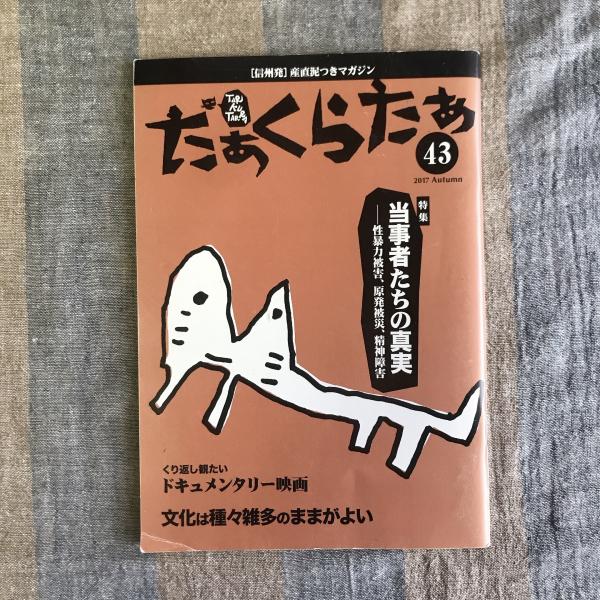 ［信州発］産直泥つきマガジン
だぁくらたぁ
43
2017 Autumn
特集
当事者たちの真実
――性暴力被害、原発被災、精神障害
くり返し観たい
ドキュメンタリー映画
文化は種々雑多のままがよい